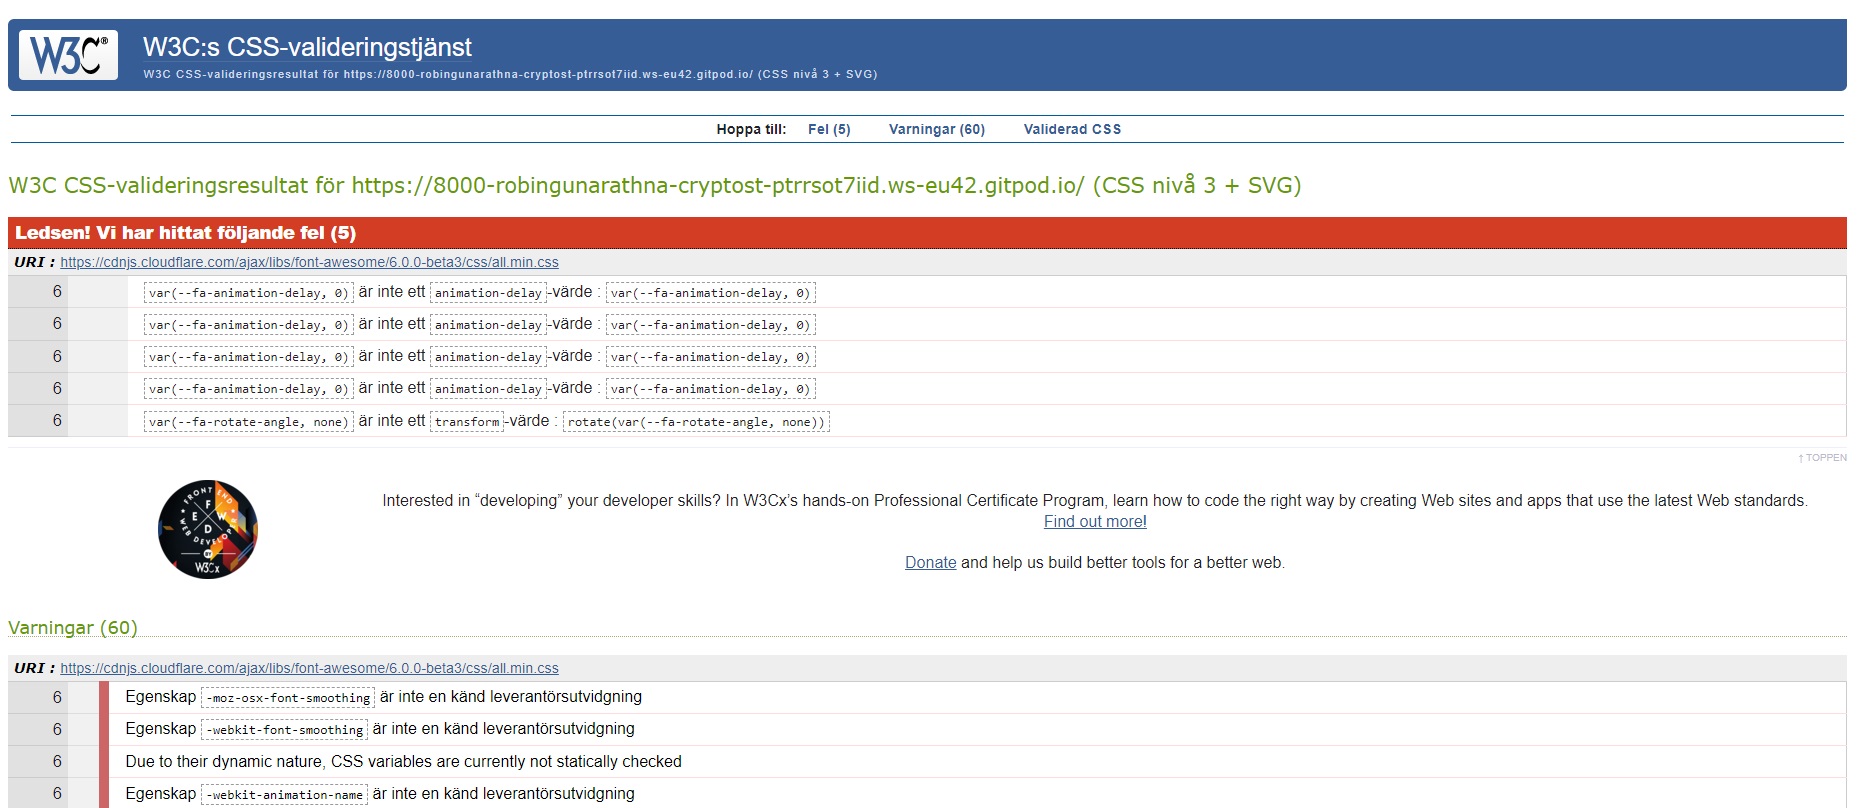 W3C®
W3C:s CSS-valideringstjänst
W3C CSS-valideringsresultat för https://8000-robingunarathna-cryptost-ptrrsot7iid.ws-eu42.gitpod.io/ (CSS nivå 3 + SVG)
Hoppa till: Fel (5) Varningar (60) Validerad CSS
W3C CSS-valideringsresultat för https://8000-robingunarathna-cryptost-ptrrsot7iid.ws-eu42.gitpod.io/ (CSS nivå 3 + SVG)
Ledsen! Vi har hittat följande fel (5)
URI : https://cdnjs.cloudflare.com/ajax/libs/font-awesome/6.0.0-beta3/css/all.min.css
6 var(--fa-animation-delay, 0) är inte ett animation-delay-värde : var(--fa-animation-delay, 0)
6 var(--fa-animation-delay, 0) är inte ett animation-delay-värde : var(--fa-animation-delay, 0)
6 var(--fa-animation-delay, 0) är inte ett animation-delay-värde : var(--fa-animation-delay, 0)
6 var(--fa-animation-delay, 0) är inte ett animation-delay-värde : var(--fa-animation-delay, 0)
6 var(--fa-rotate-angle, none) är inte ett transform-värde : rotate(var(--fa-rotate-angle, none))
↑ TOPPEN
FRONT END
F
E W
D
WEB DEVELOPER
BY
W3Cx
Interested in “developing” your developer skills? In W3Cx’s hands-on Professional Certificate Program, learn how to code the right way by creating Web sites and apps that use the latest Web standards.
Find out more!
Donate and help us build better tools for a better web.
Varningar (60)
URI : https://cdnjs.cloudflare.com/ajax/libs/font-awesome/6.0.0-beta3/css/all.min.css
6 Egenskap -moz-osx-font-smoothing är inte en känd leverantörsutvidgning
6 Egenskap -webkit-font-smoothing är inte en känd leverantörsutvidgning
6 Due to their dynamic nature, CSS variables are currently not statically checked
6 Egenskap -webkit-animation-name är inte en känd leverantörsutvidgning